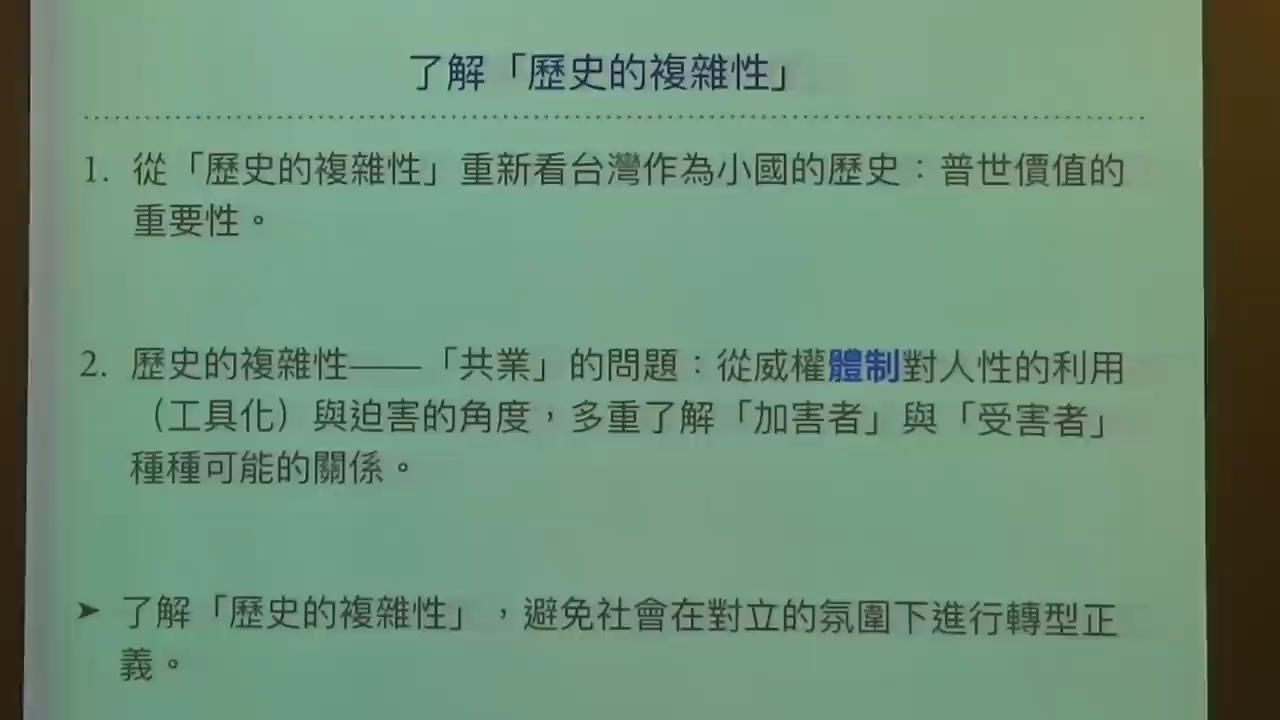 了解「歷史的複雜性」
1. 從「歷史的複雜性」重新看台灣作為小國的歷史：普世價值的
重要性。
2. 歷史的複雜性——「共業」的問題：從威權體制對人性的利用
（工具化）與迫害的角度，多重了解「加害者」與「受害者」
種種可能的關係。
➤ 了解「歷史的複雜性」，避免社會在對立的氛圍下進行轉型正
義。